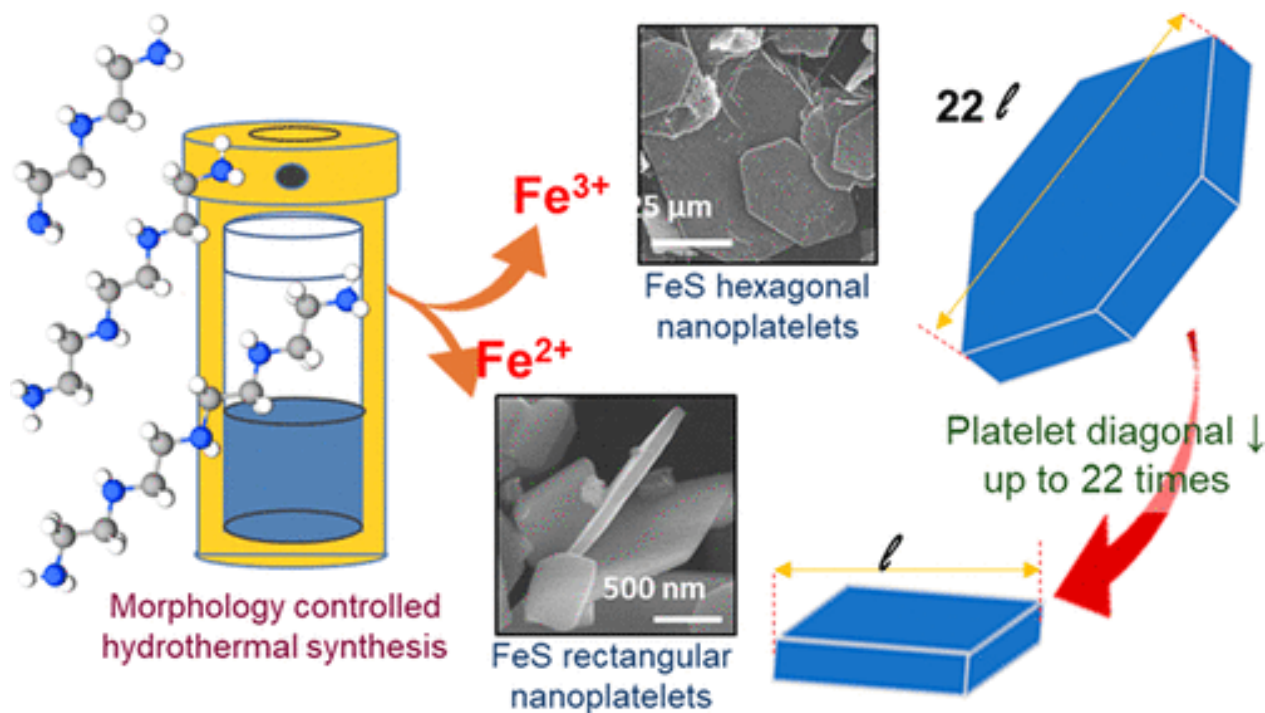 Fe3+
25 µm
FeS hexagonal
nanoplatelets
22 ℓ
Fe2+
500 nm
FeS rectangular
nanoplatelets
Morphology controlled
hydrothermal synthesis
Platelet diagonal ↓
up to 22 times
ℓ